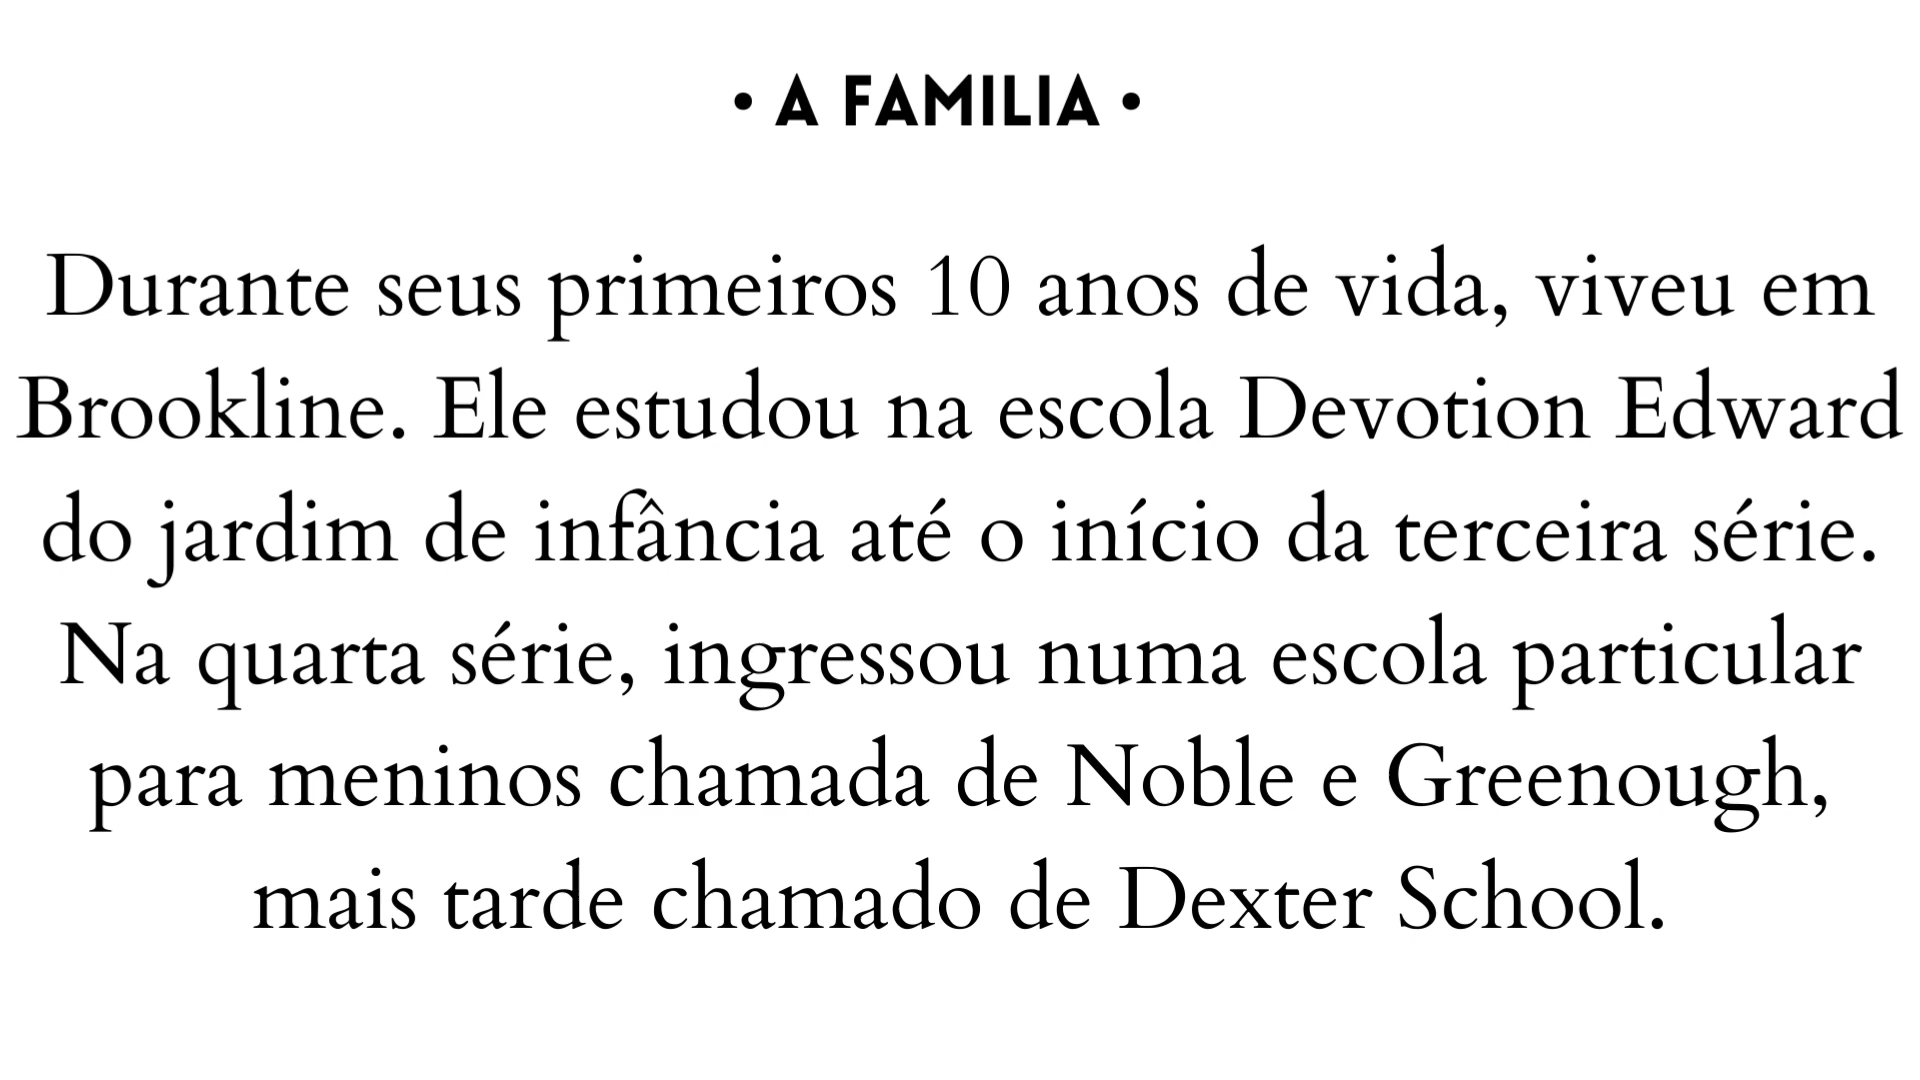 • A FAMILIA •
Durante seus primeiros 10 anos de vida, viveu em
Brookline. Ele estudou na escola Devotion Edward
do jardim de infância até o início da terceira série.
Na quarta série, ingressou numa escola particular
para meninos chamada de Noble e Greenough,
mais tarde chamado de Dexter School.